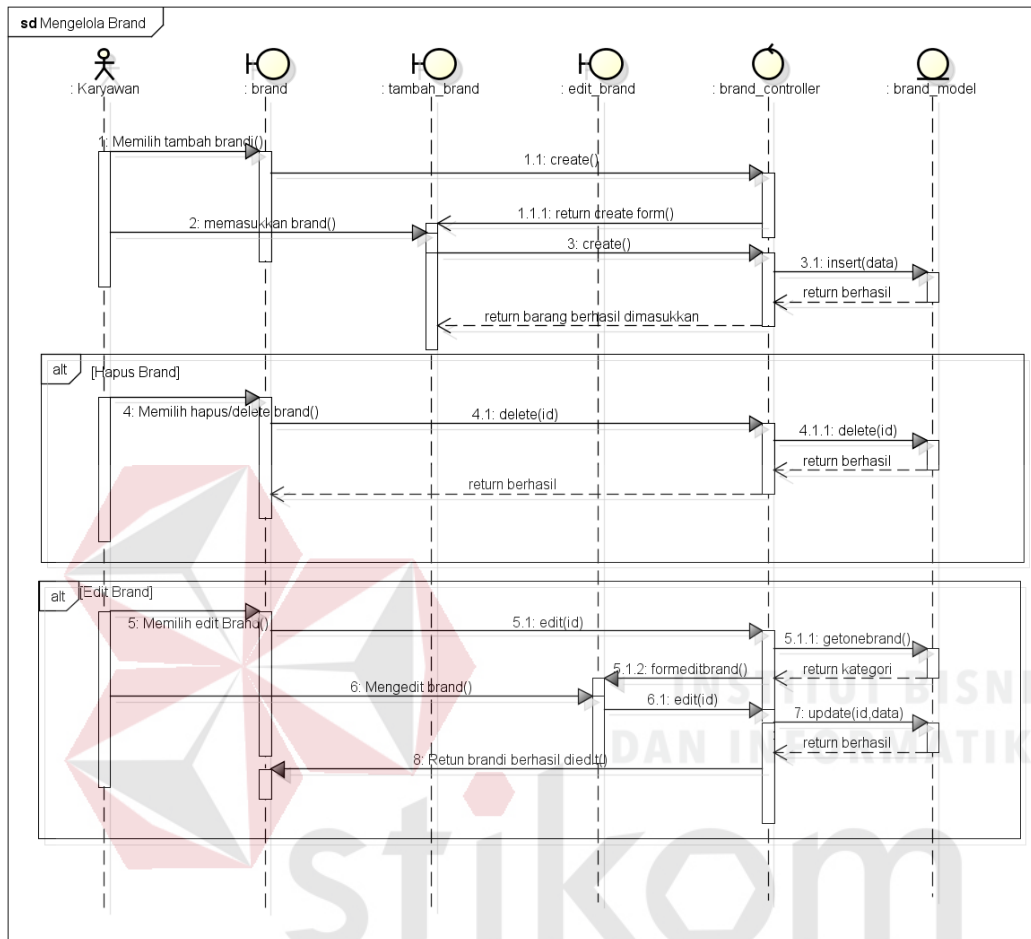 sd Mengelola Brand
: Karyawan
: brand
: tambah_brand
: edit_brand
: brand_controller
: brand_model
1: Memilih tambah brandi()
1.1: create()
1.1.1: return create form()
2: memasukkan brand()
3: create()
3.1: insert(data)
return berhasil
return barang berhasil dimasukkan
alt
[Hapus Brand]
4: Memilih hapus/delete brand()
4.1: delete(id)
4.1.1: delete(id)
return berhasil
return berhasil
alt
[Edit Brand]
5: Memilih edit Brand()
5.1: edit(id)
5.1.1: getonebrand()
return kategori
5.1.2: formeditbrand()
6: Mengedit brand()
6.1: edit(id)
7: update(id,data)
return berhasil
8: Retun brandi berhasil diedit()
INSTITUT BISNI
DAN INFORMATIK
stikom